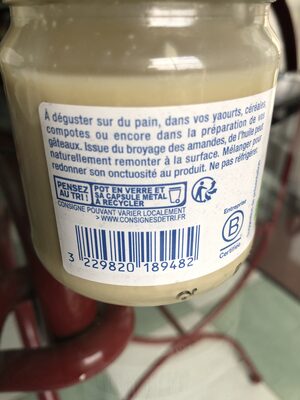 À déguster sur du pain, dans vos yaourts, céréales,
compotes ou encore dans la préparation de vos
gâteaux. Issue du broyage des amandes, de l'huile peut
naturellement remonter à la surface. Mélanger pour
redonner son onctuosité au produit. Ne pas réfrigérer.
PENSEZ
AU TRI !
POT EN VERRE ET
SA CAPSULE MÉTAL
À RECYCLER
CONSIGNE POUVANT VARIER LOCALEMENT
> WWW.CONSIGNESDETRI.FR
3 229820 189482
Entreprise
B
Certifiée